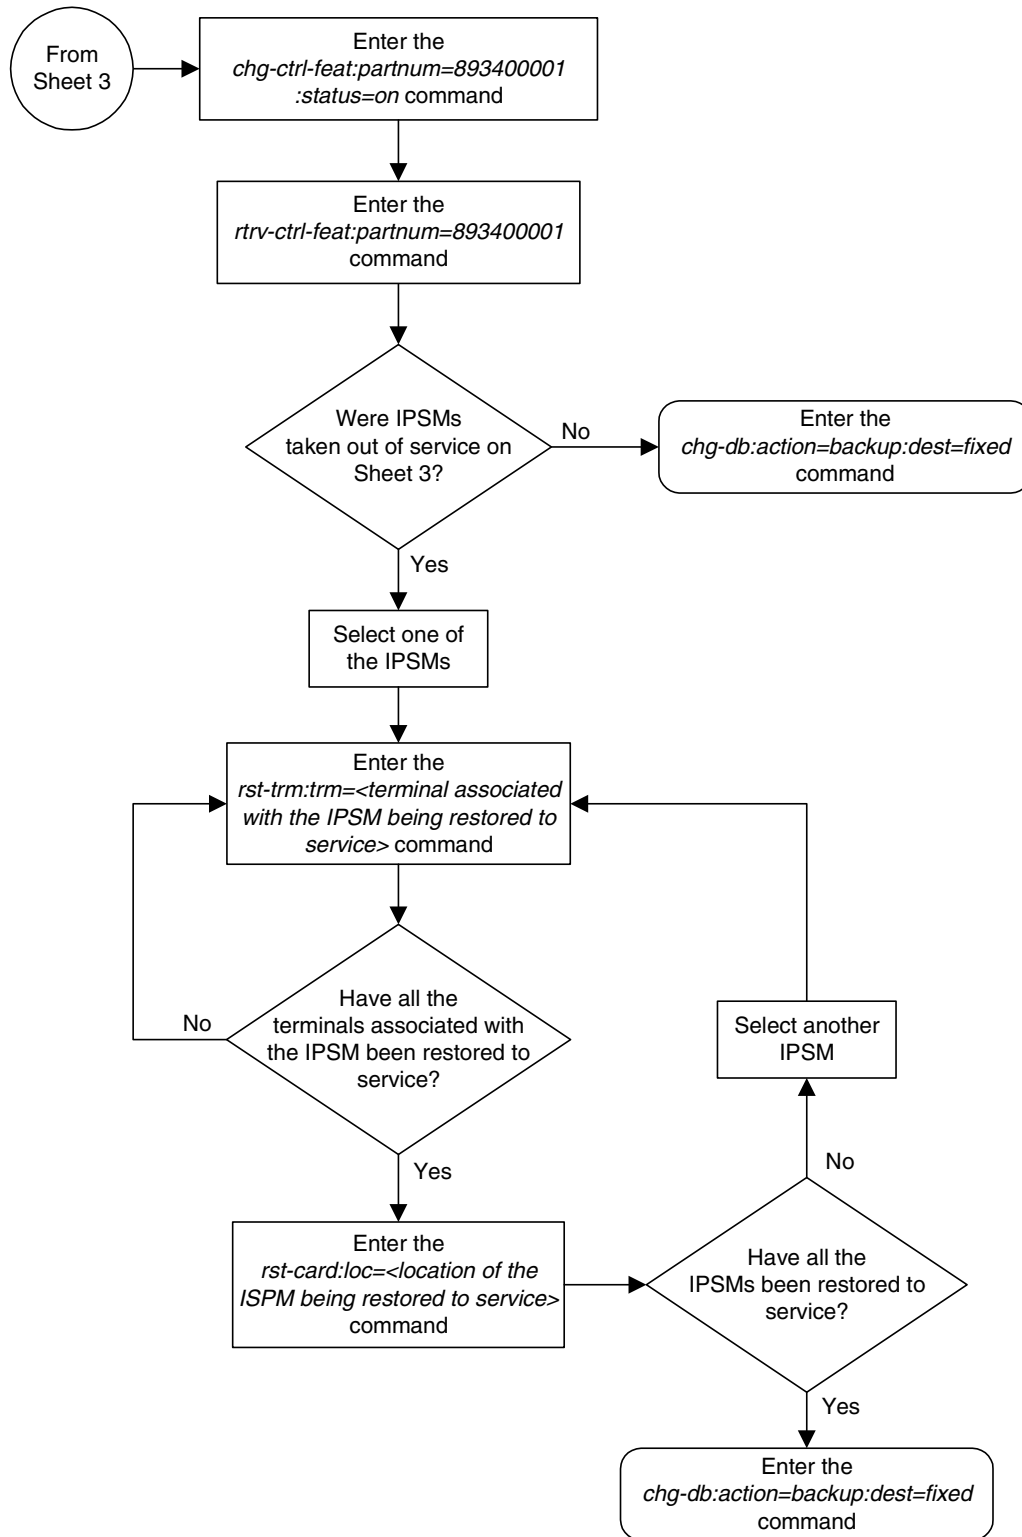 From
Sheet 3
Enter the
chg-ctrl-feat:partnum=893400001
:status=on command
Enter the
rtrv-ctrl-feat:partnum=893400001
command
Were IPSMs
taken out of service on
Sheet 3?
No
Enter the
chg-db:action=backup:dest=fixed
command
Yes
Select one of
the IPSMs
Enter the
rst-trm:trm=<terminal associated
with the IPSM being restored to
service> command
Have all the
terminals associated with
the IPSM been restored to
service?
No
Yes
Enter the
rst-card:loc=<location of the
ISPM being restored to service>
command
Have all the
IPSMs been restored to
service?
No
Select another
IPSM
Yes
Enter the
chg-db:action=backup:dest=fixed
command